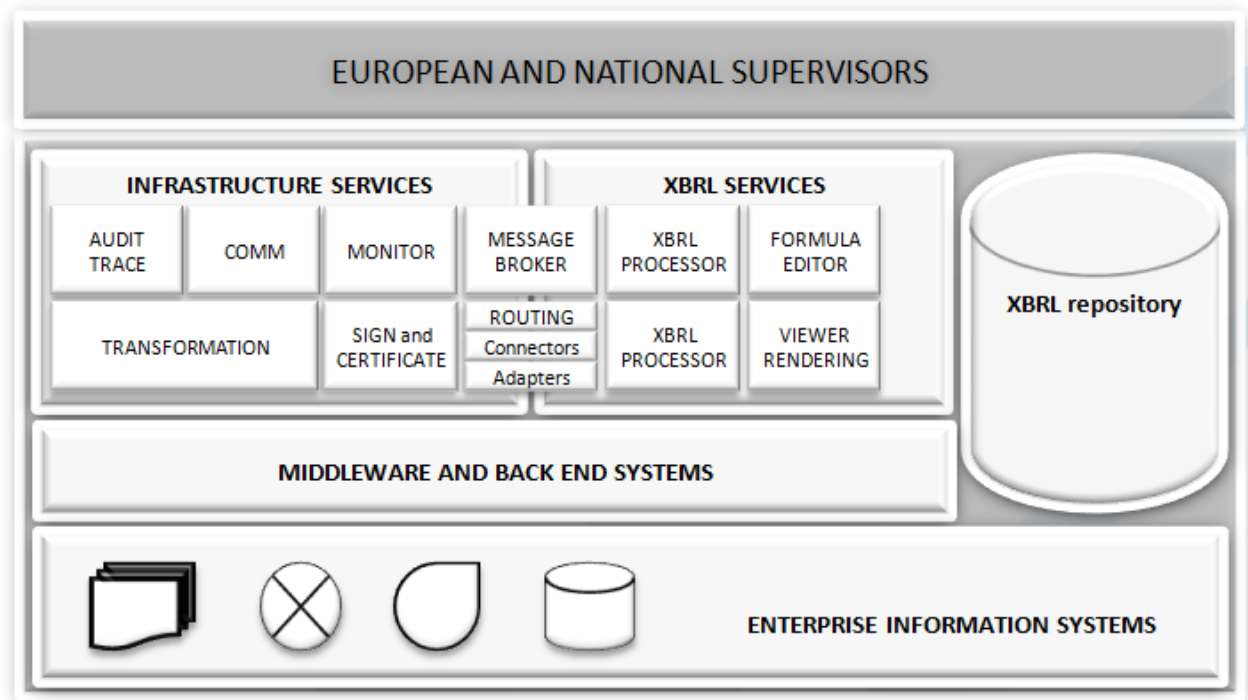 EUROPEAN AND NATIONAL SUPERVISORS
INFRASTRUCTURE SERVICES
AUDIT
TRACE
COMM
MONITOR
MESSAGE
BROKER
TRANSFORMATION
SIGN and
CERTIFICATE
ROUTING
Connectors
Adapters
XBRL SERVICES
XBRL
PROCESSOR
FORMULA
EDITOR
XBRL
PROCESSOR
VIEWER
RENDERING
XBRL repository
MIDDLEWARE AND BACK END SYSTEMS
ENTERPRISE INFORMATION SYSTEMS